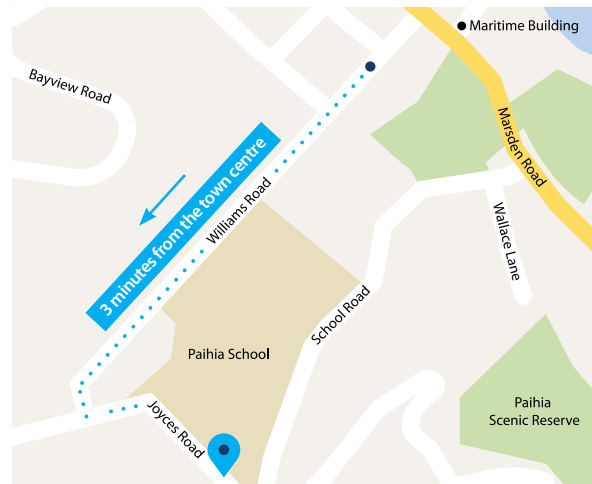 Maritime Building
Bayview Road
Marsden Road
3 minutes from the town centre
Williams Road
Wallace Lane
School Road
Paihia School
Joyces Road
Paihia
Scenic Reserve